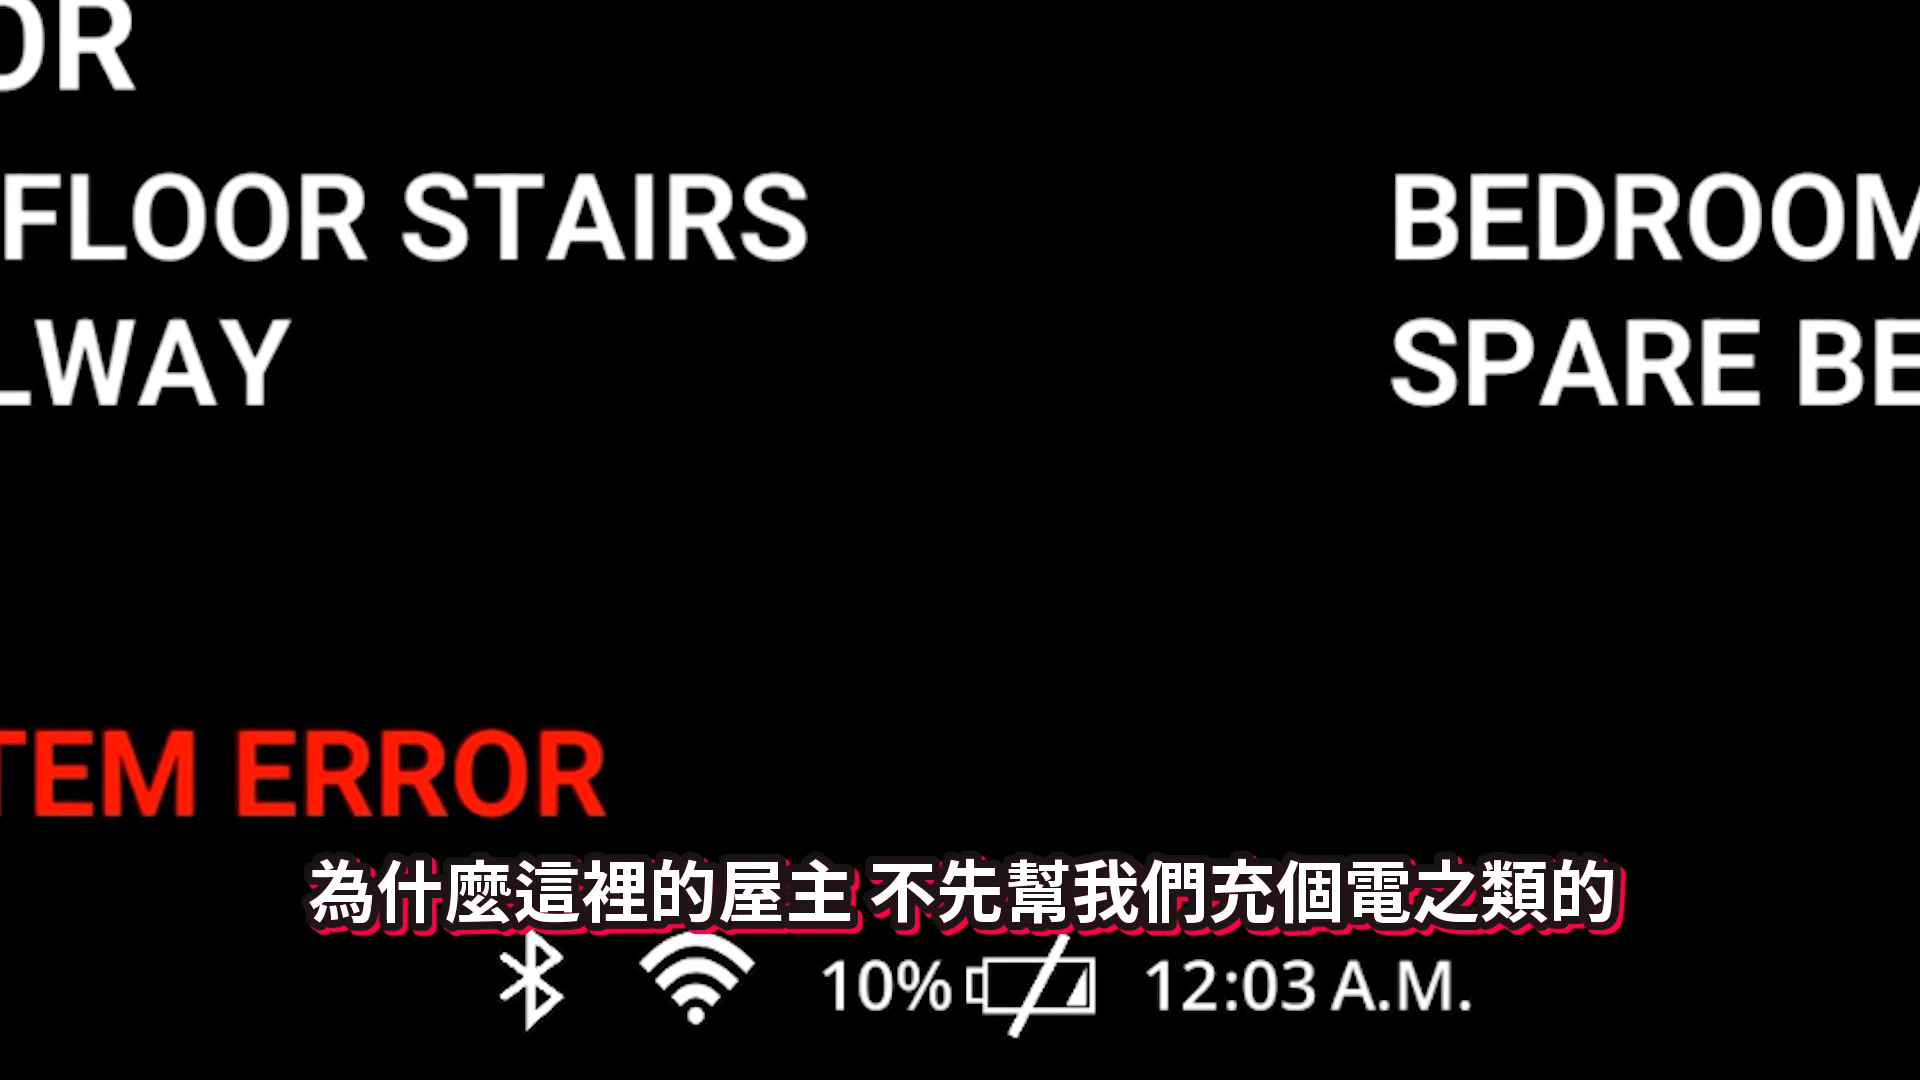 OR
FLOOR STAIRS
BEDROOM
LWAY
SPARE BE
TEM ERROR
為什麼這裡的屋主 不先幫我們充個電之類的
10% 12:03 A.M.